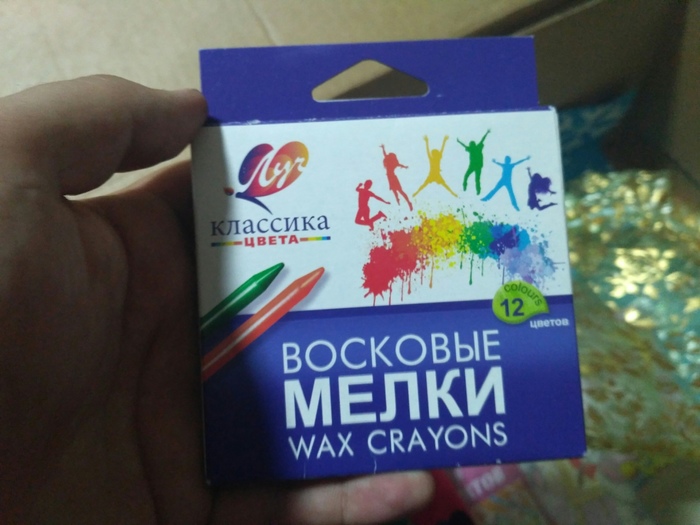 Луч
КЛАССИКА
ЦВЕТА
colours
12
цветов
ВОСКОВЫЕ
МЕЛКИ
WAX CRAYONS